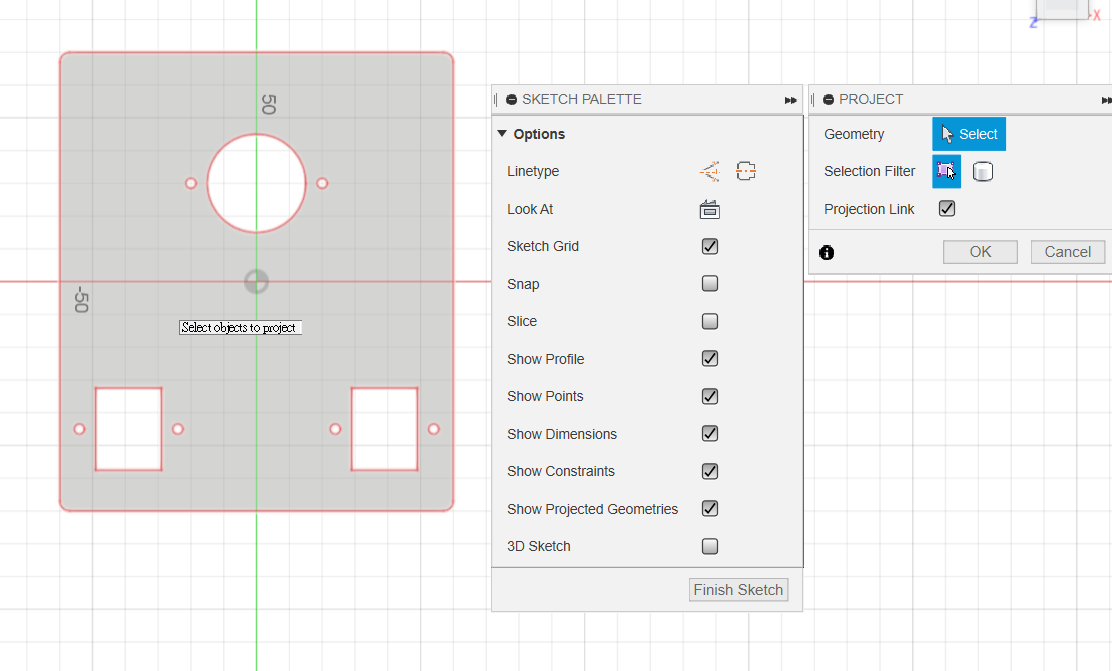 X
Z
50
-50
Select objects to project
SKETCH PALETTE
Options
Linetype
Look At
Sketch Grid
Snap
Slice
Show Profile
Show Points
Show Dimensions
Show Constraints
Show Projected Geometries
3D Sketch
Finish Sketch
PROJECT
Geometry
Select
Selection Filter
Projection Link
OK
Cancel